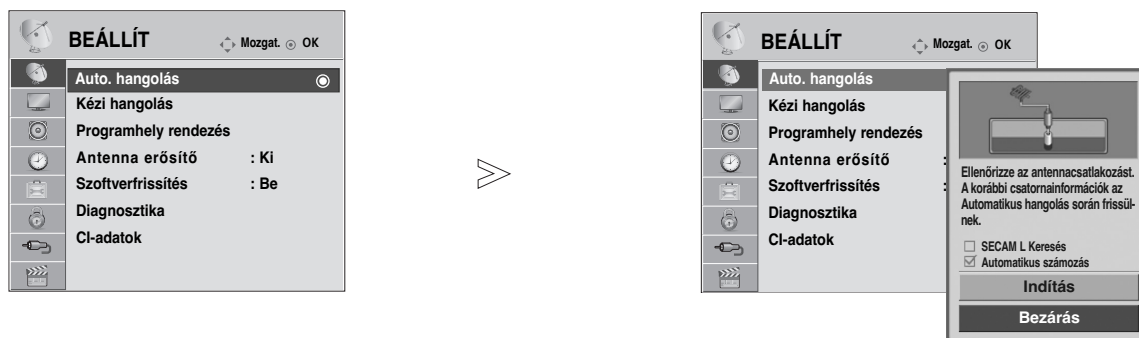 BEÁLLÍT
Mozgat. OK
Auto. hangolás
Kézi hangolás
Programhely rendezés
Antenna erősítő : Ki
Szoftverfrissítés : Be
Diagnosztika
CI-adatok
BEÁLLÍT
Mozgat. OK
Auto. hangolás
Kézi hangolás
Programhely rendezés
Antenna erősítő :
Szoftverfrissítés :
Diagnosztika
CI-adatok
Ellenőrizze az antennacsatlakozást.
A korábbi csatornainformációk az
Automatikus hangolás során frissül-
nek.
SECAM L Keresés
Automatikus számozás
Indítás
Bezárás